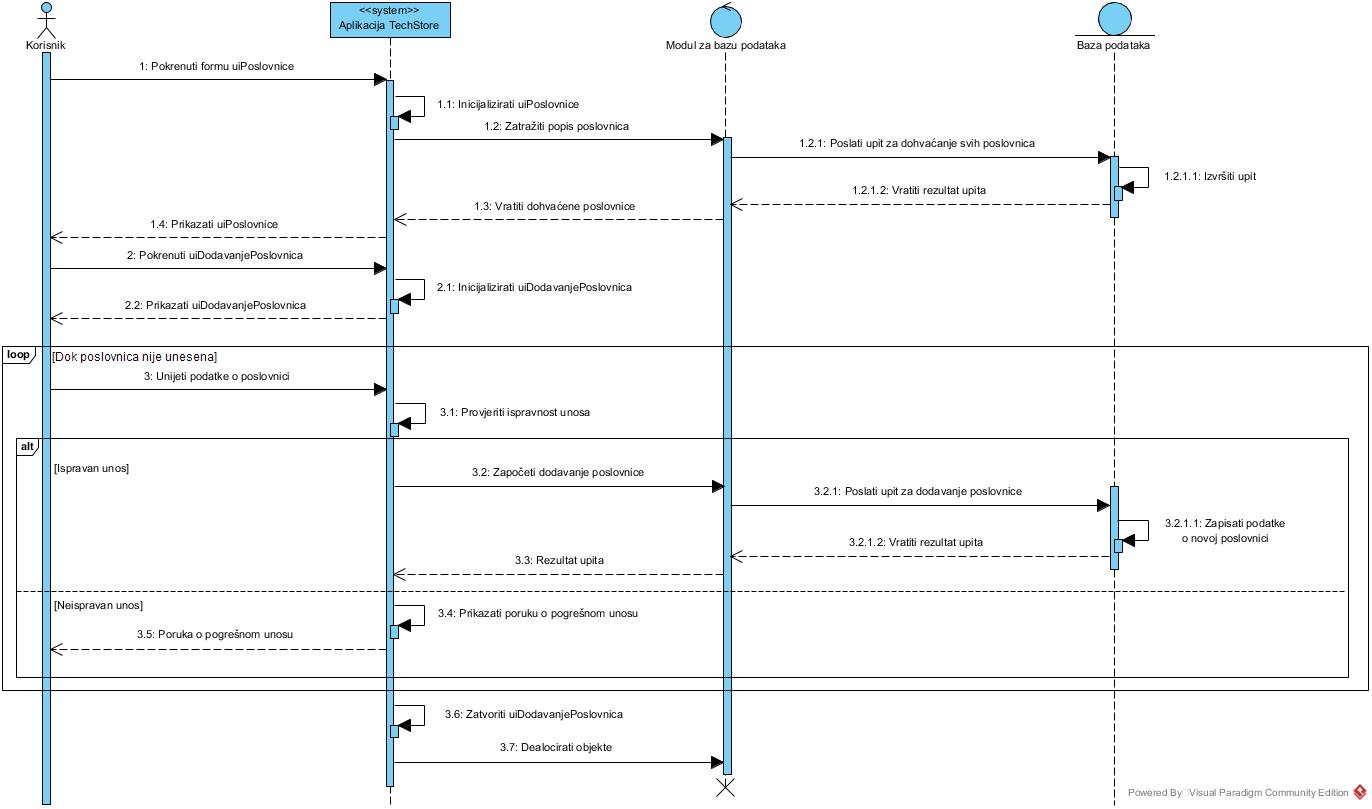 <<system>>
Aplikacija TechStore
Korisnik
Modul za bazu podataka
Baza podataka
1: Pokrenuti formu uiPoslovnice
1.1: Inicijalizirati uiPoslovnice
1.2: Zatražiti popis poslovnica
1.2.1: Poslati upit za dohvaćanje svih poslovnica
1.2.1.1: Izvršiti upit
1.2.1.2: Vratiti rezultat upita
1.3: Vratiti dohvaćene poslovnice
1.4: Prikazati uiPoslovnice
2: Pokrenuti uiDodavanjePoslovnica
2.1: Inicijalizirati uiDodavanjePoslovnica
2.2: Prikazati uiDodavanjePoslovnica
loop
[Dok poslovnica nije unesena]
3: Unijeti podatke o poslovnici
3.1: Provjeriti ispravnost unosa
alt
[Ispravan unos]
3.2: Započeti dodavanje poslovnice
3.2.1: Poslati upit za dodavanje poslovnice
3.2.1.1: Zapisati podatke
o novoj poslovnici
3.2.1.2: Vratiti rezultat upita
3.3: Rezultat upita
[Neispravan unos]
3.4: Prikazati poruku o pogrešnom unosu
3.5: Poruka o pogrešnom unosu
3.6: Zatvoriti uiDodavanjePoslovnica
3.7: Dealocirati objekte
Powered By Visual Paradigm Community Edition